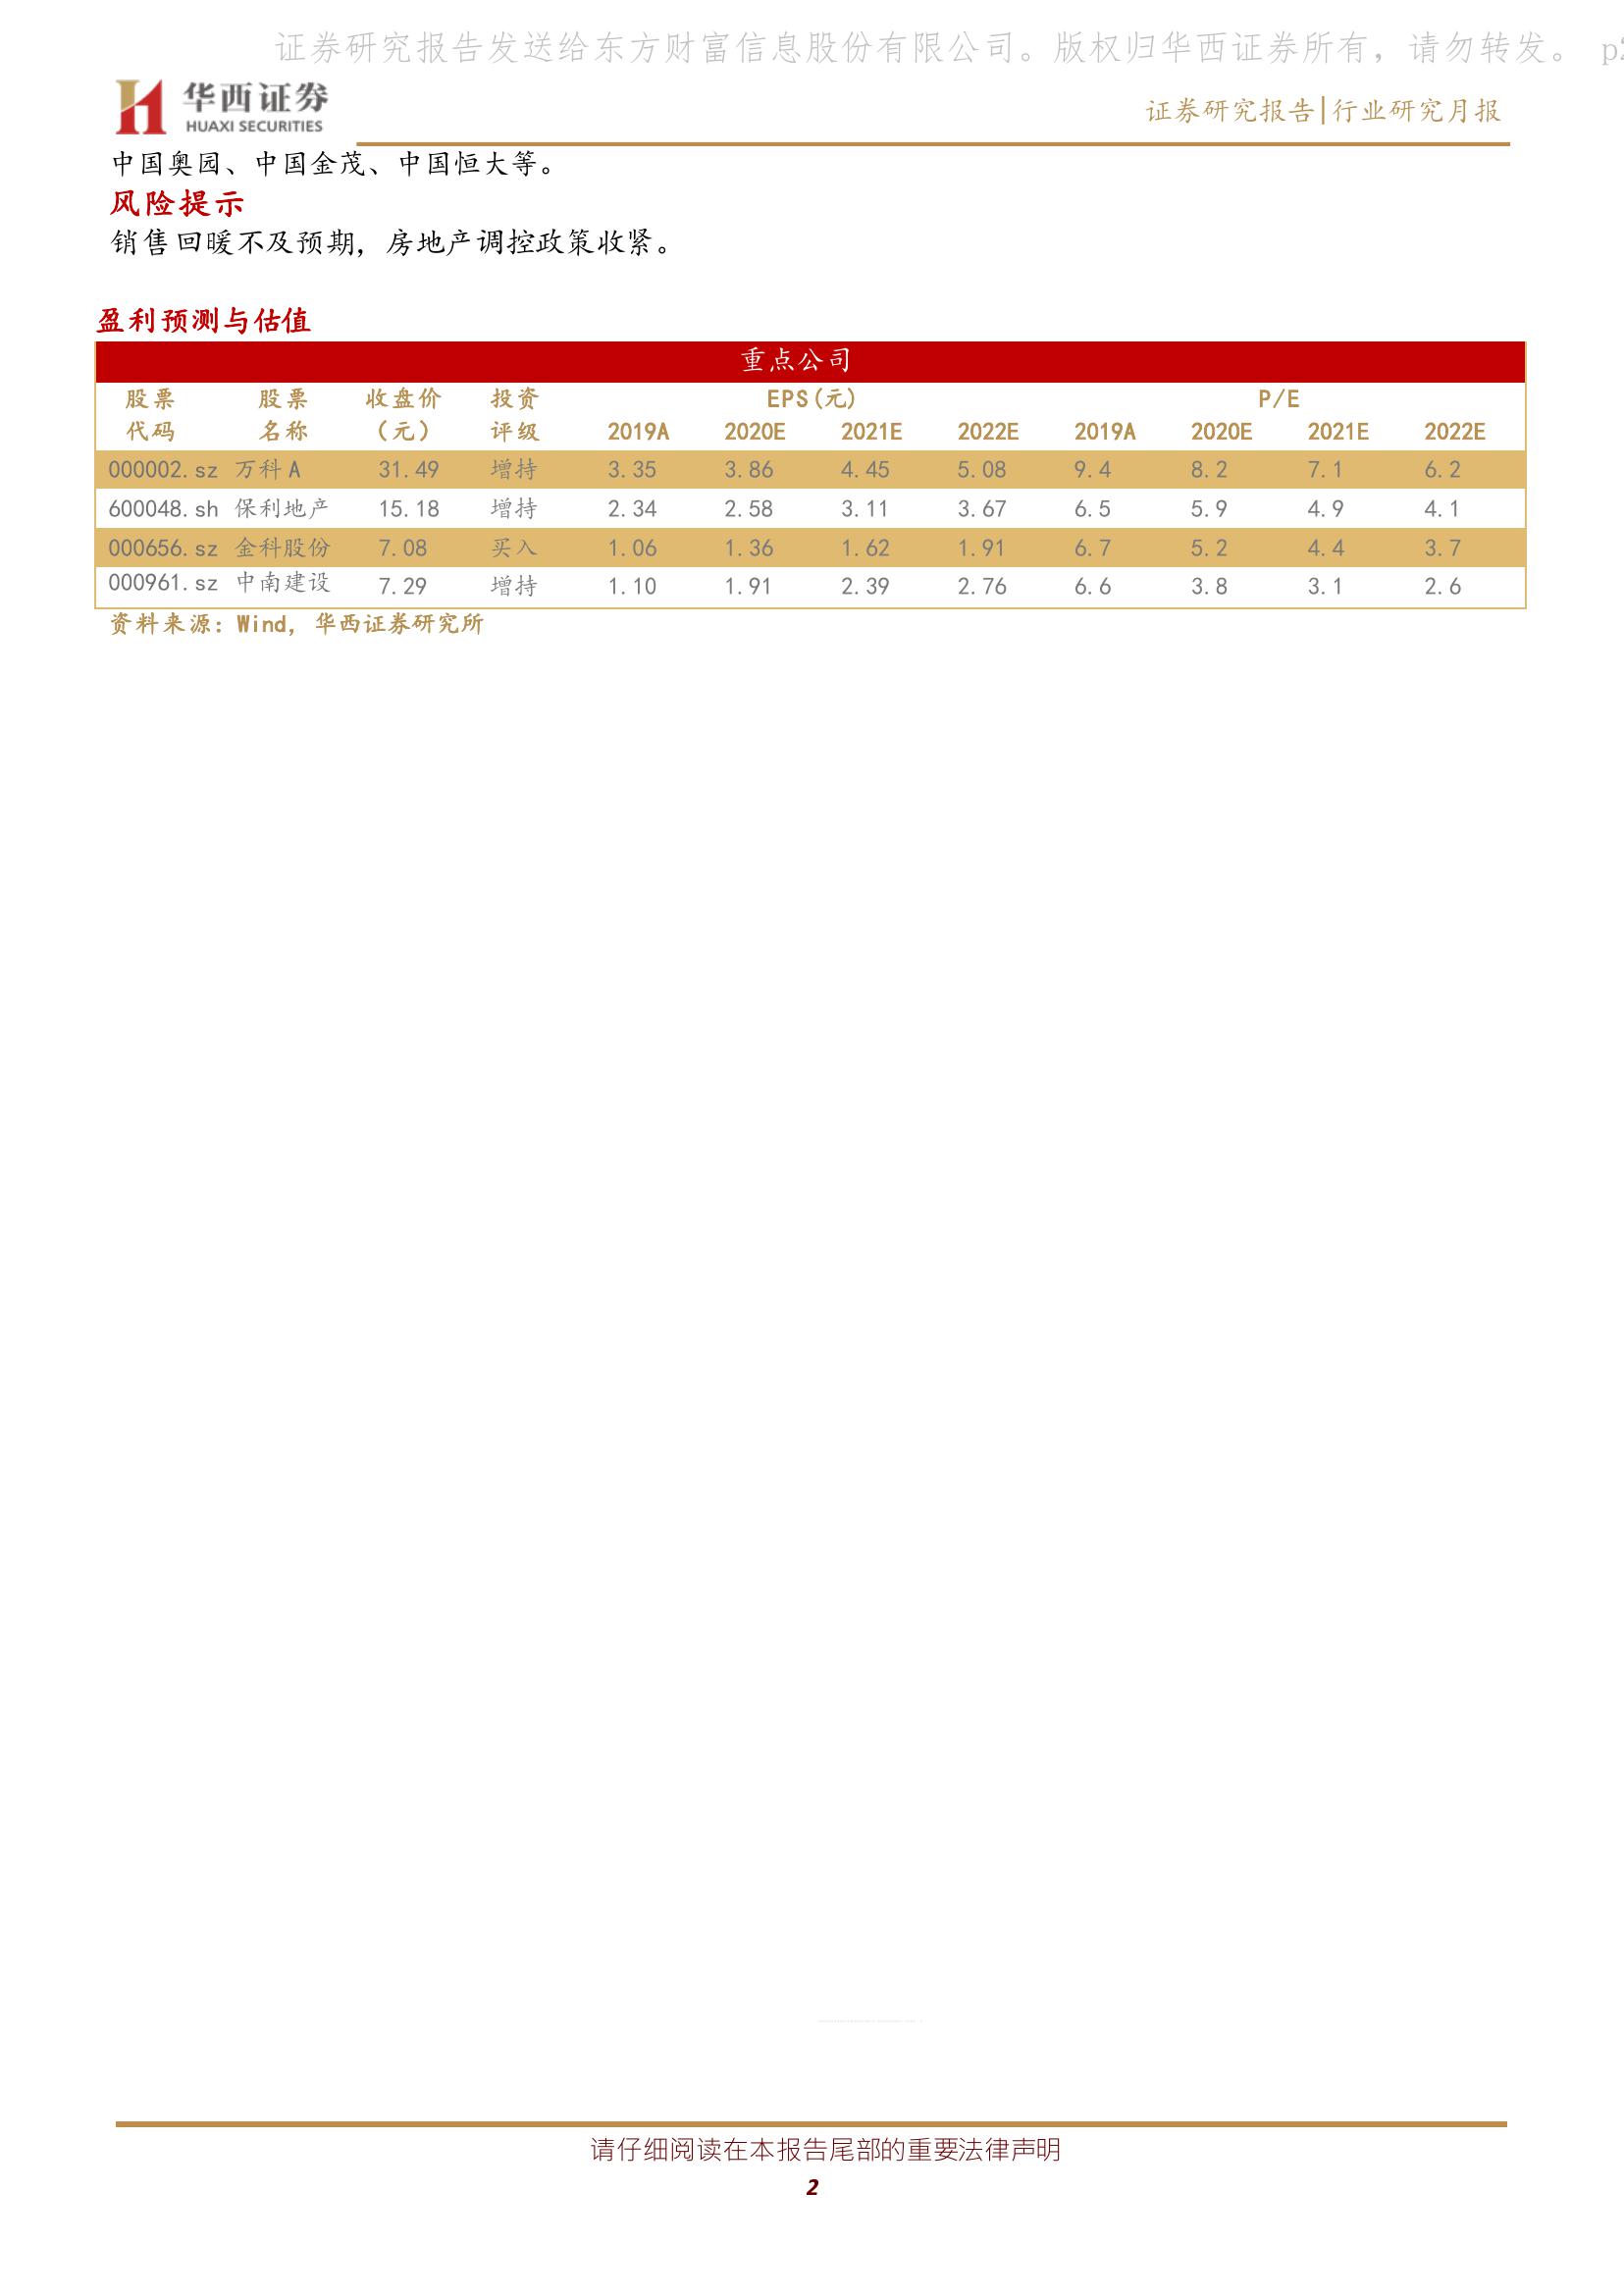 证券研究报告发送给东方财富信息股份有限公司。版权归华西证券所有，请勿转发。 p2
华西证券
HUAXI SECURITIES
证券研究报告|行业研究月报
中国奥园、中国金茂、中国恒大等。
风险提示
销售回暖不及预期，房地产调控政策收紧。
盈利预测与估值
重点公司
股票 股票 收盘价 投资 EPS(元) P/E
代码 名称 （元） 评级 2019A 2020E 2021E 2022E 2019A 2020E 2021E 2022E
000002.sz 万科 A 31.49 增持 3.35 3.86 4.45 5.08 9.4 8.2 7.1 6.2
600048.sh 保利地产 15.18 增持 2.34 2.58 3.11 3.67 6.5 5.9 4.9 4.1
000656.sz 金科股份 7.08 买入 1.06 1.36 1.62 1.91 6.7 5.2 4.4 3.7
000961.sz 中南建设 7.29 增持 1.10 1.91 2.39 2.76 6.6 3.8 3.1 2.6
资料来源：Wind，华西证券研究所
请仔细阅读在本报告尾部的重要法律声明
2